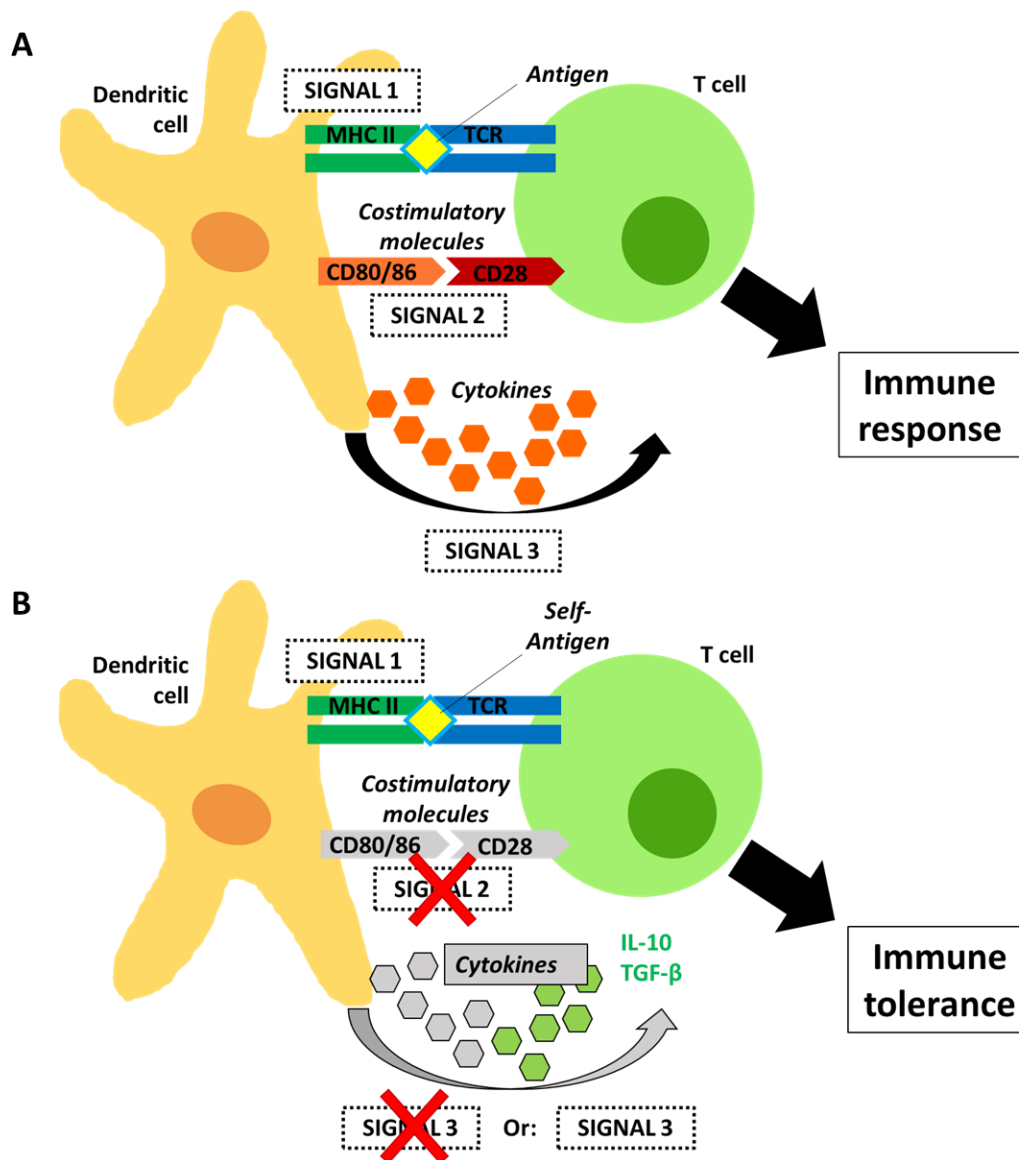 A
Dendritic
cell
SIGNAL 1
Antigen
T cell
MHC II
TCR
Costimulatory
molecules
CD80/86
CD28
SIGNAL 2
Cytokines
Immune
response
SIGNAL 3
B
Dendritic
cell
SIGNAL 1
Self-
Antigen
T cell
MHC II
TCR
Costimulatory
molecules
CD80/86
CD28
SIGNAL 2
Cytokines
IL-10
TGF-β
Immune
tolerance
SIGNAL 3 Or: SIGNAL 3